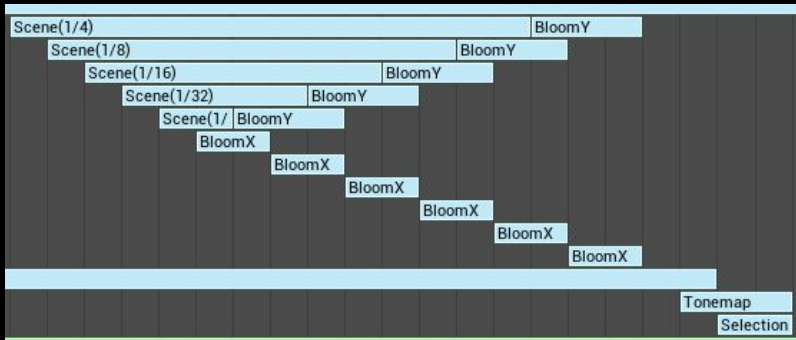 Scene(1/4) BloomY
Scene(1/8) BloomY
Scene(1/16) BloomY
Scene(1/32) BloomY
Scene(1/ BloomY
BloomX
BloomX
BloomX
BloomX
BloomX
BloomX
Tonemap
Selection